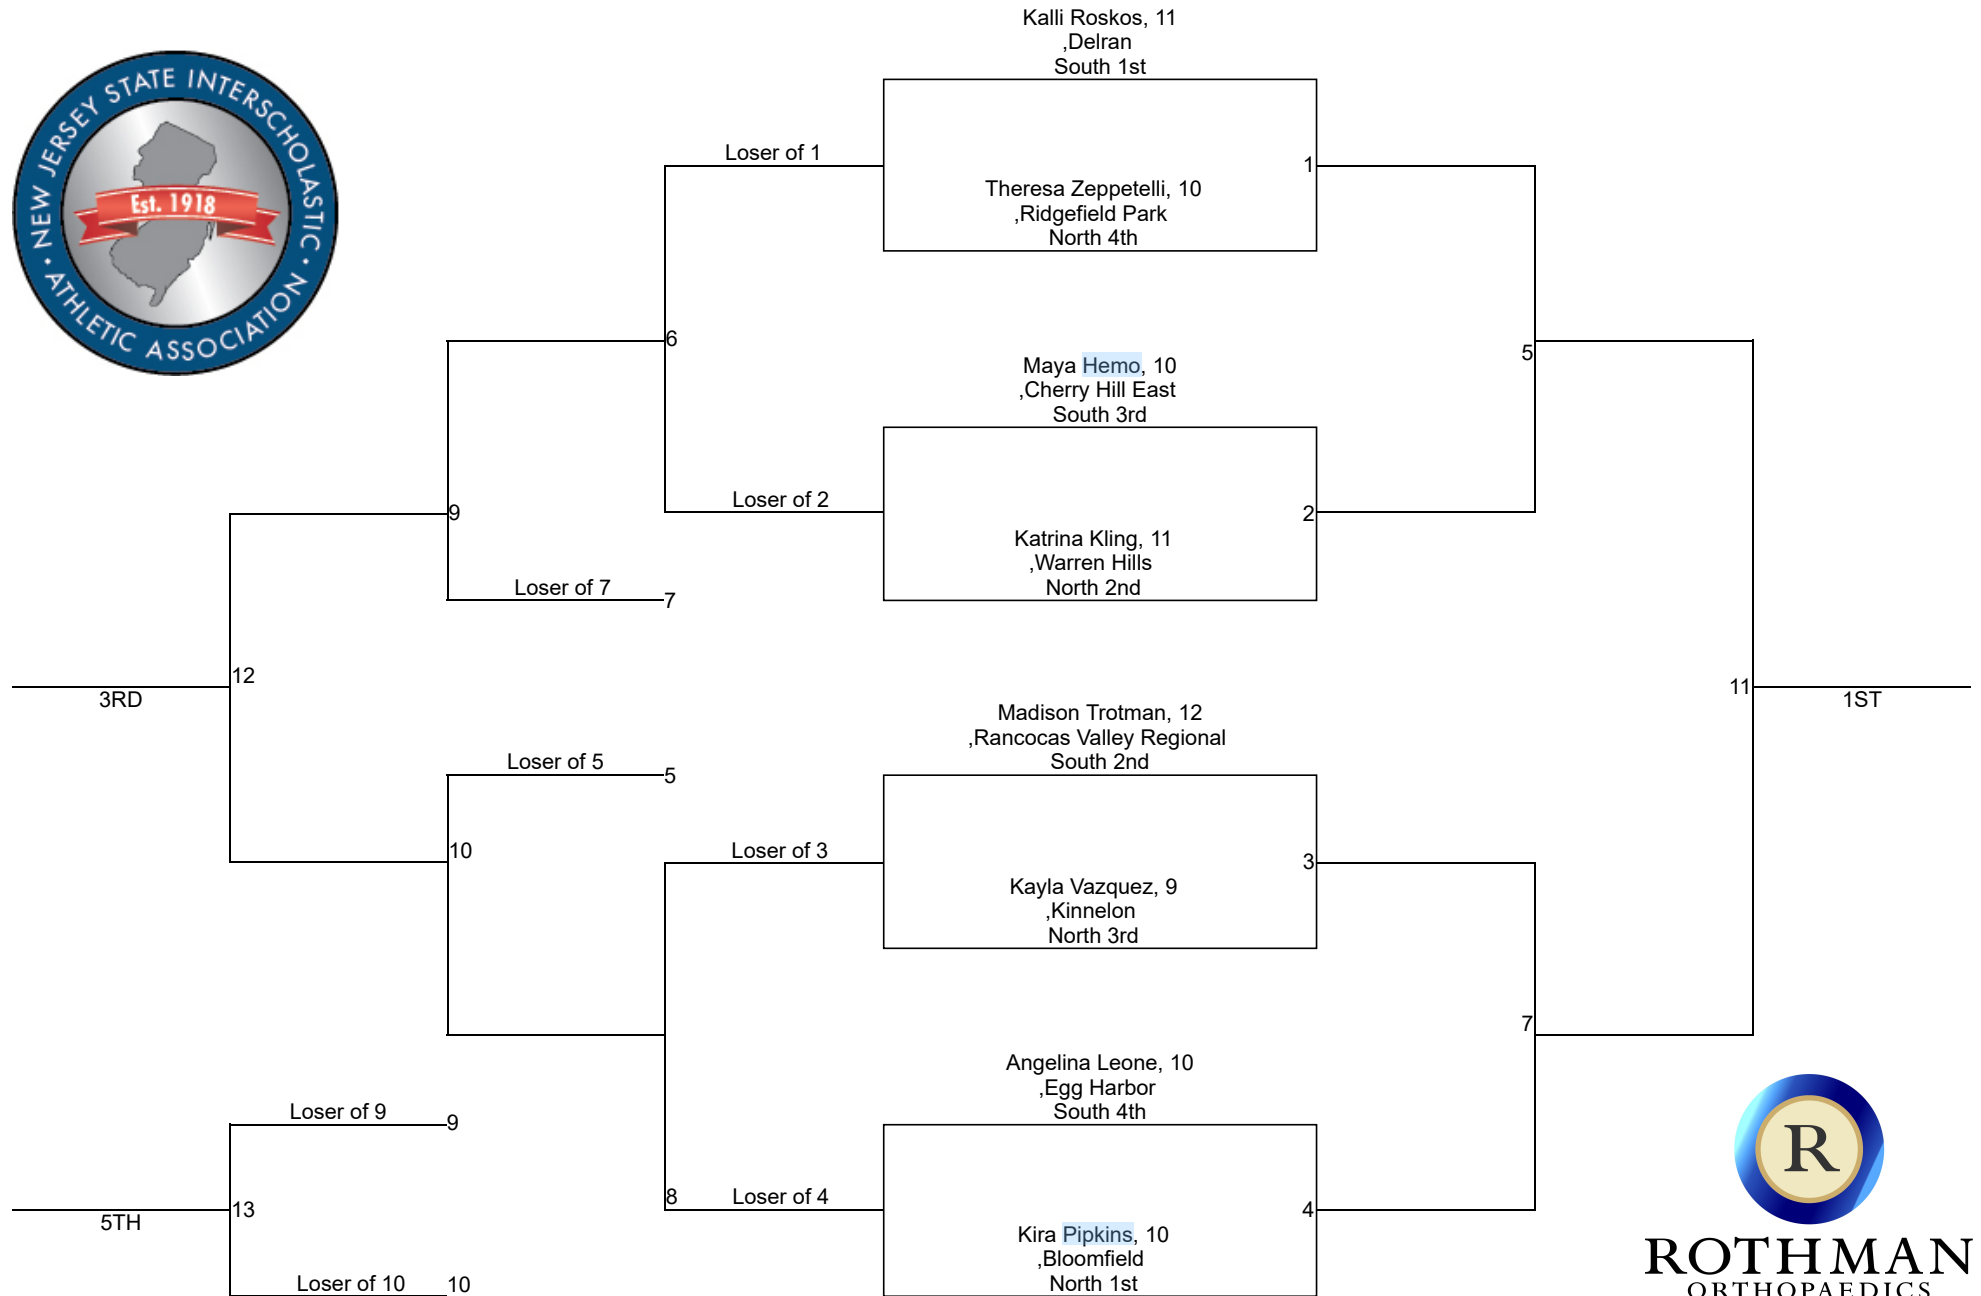 Kalli Roskos, 11
,Delran
South 1st
NEW JERSEY STATE INTERSCHOLASTIC
• ATHLETIC ASSOCIATION •
Est. 1918
Loser of 1
1
Theresa Zeppetelli, 10
,Ridgefield Park
North 4th
6
5
Maya Hemo, 10
,Cherry Hill East
South 3rd
Loser of 2
9
2
Katrina Kling, 11
,Warren Hills
North 2nd
Loser of 7
7
12
3RD
11
1ST
Madison Trotman, 12
,Rancocas Valley Regional
South 2nd
Loser of 5
5
10
Loser of 3
3
Kayla Vazquez, 9
,Kinnelon
North 3rd
7
Angelina Leone, 10
,Egg Harbor
South 4th
Loser of 9
9
R
8
Loser of 4
4
13
5TH
Kira Pipkins, 10
,Bloomfield
North 1st
Loser of 10
10
ROTHMAN
ORTHOPAEDICS